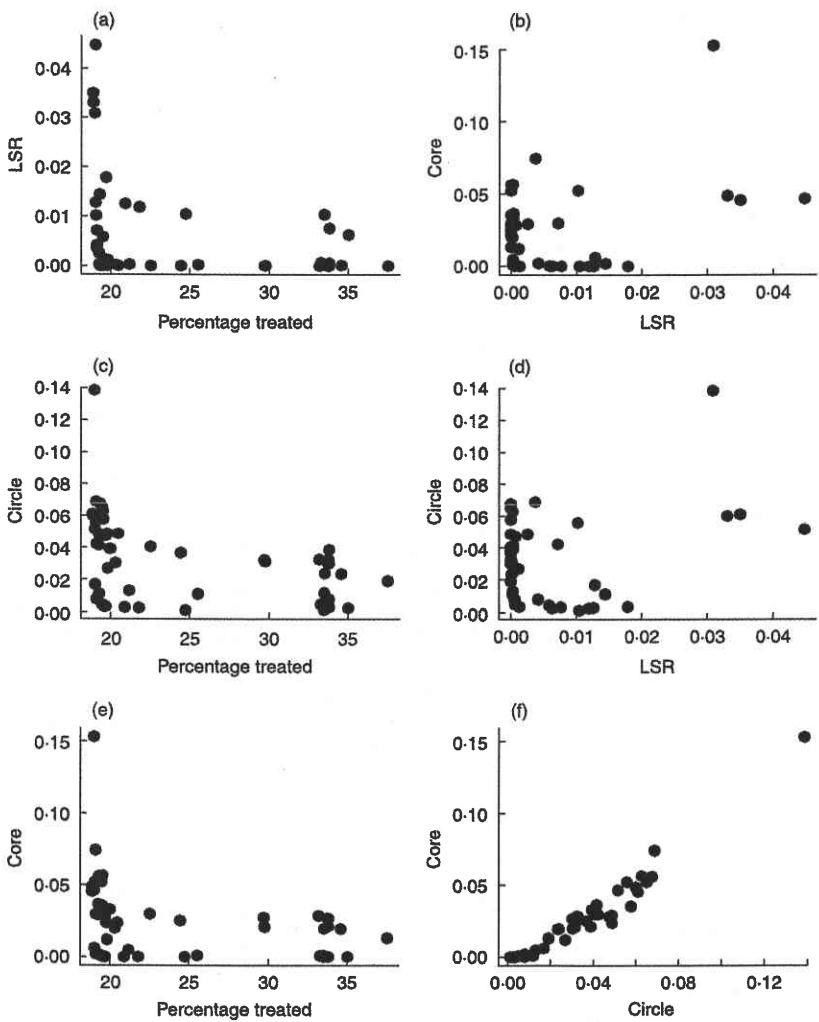 (a)
0·04
0·03
0·02
0·01
0·00
LSR
20 25 30 35
Percentage treated
(b)
0·15
0·10
0·05
0·00
Core
0·00 0·01 0·02 0·03 0·04
LSR
(c)
0·14
0·12
0·10
0·08
0·06
0·04
0·02
0·00
Circle
20 25 30 35
Percentage treated
(d)
0·14
0·12
0·10
0·08
0·06
0·04
0·02
0·00
Circle
0·00 0·01 0·02 0·03 0·04
LSR
(e)
0·15
0·10
0·05
0·00
Core
20 25 30 35
Percentage treated
(f)
0·15
0·10
0·05
0·00
Core
0·00 0·04 0·08 0·12
Circle